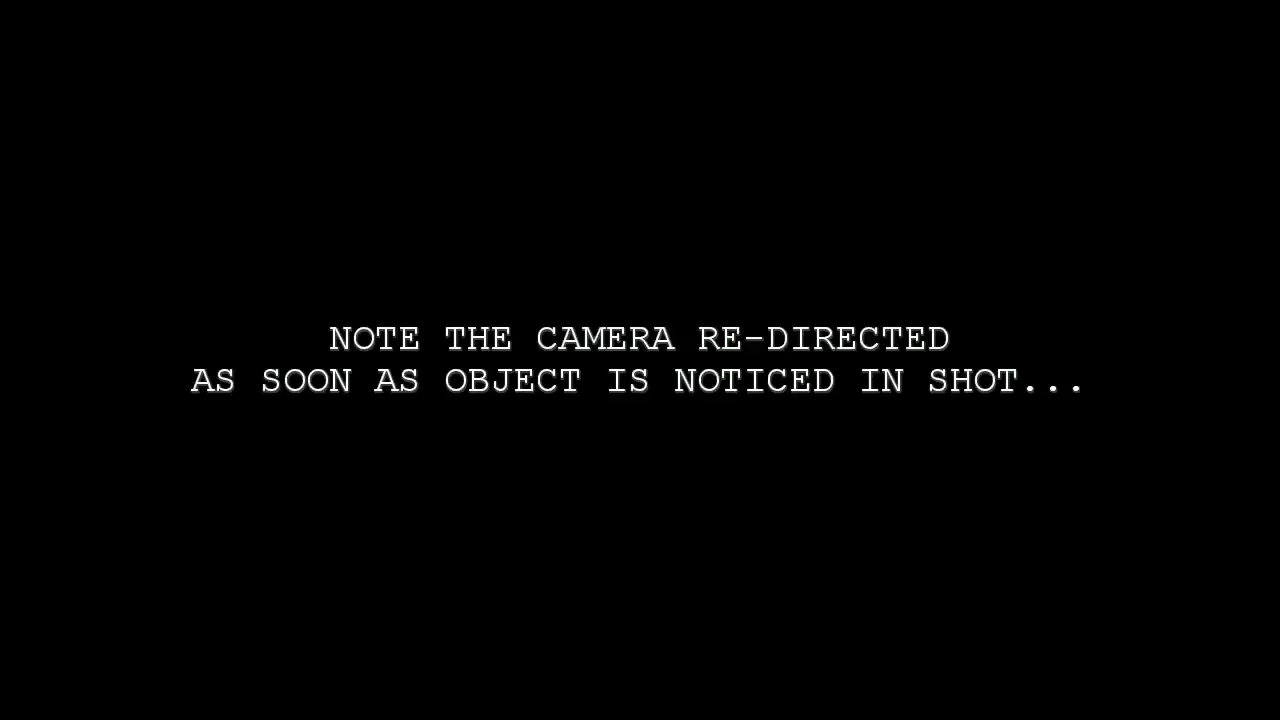 NOTE THE CAMERA RE-DIRECTED
AS SOON AS OBJECT IS NOTICED IN SHOT...